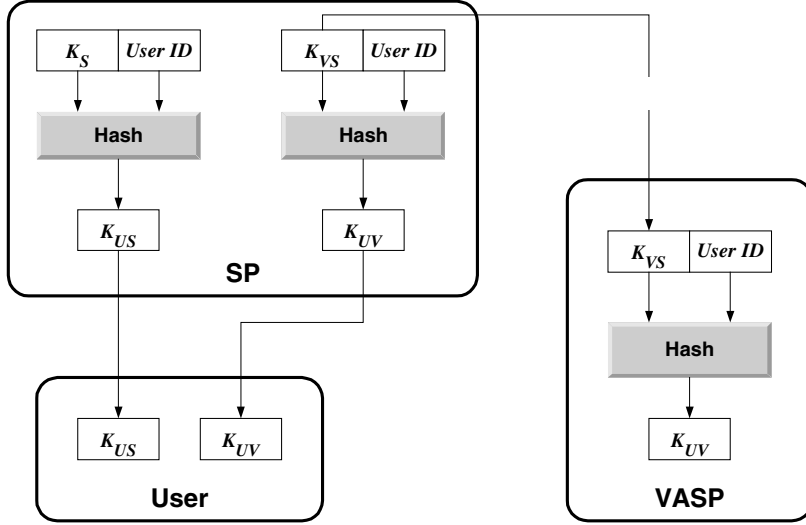 K_S User ID K_VS User ID
Hash Hash
K_US K_UV
SP
K_VS User ID
Hash
K_US K_UV K_UV
User VASP